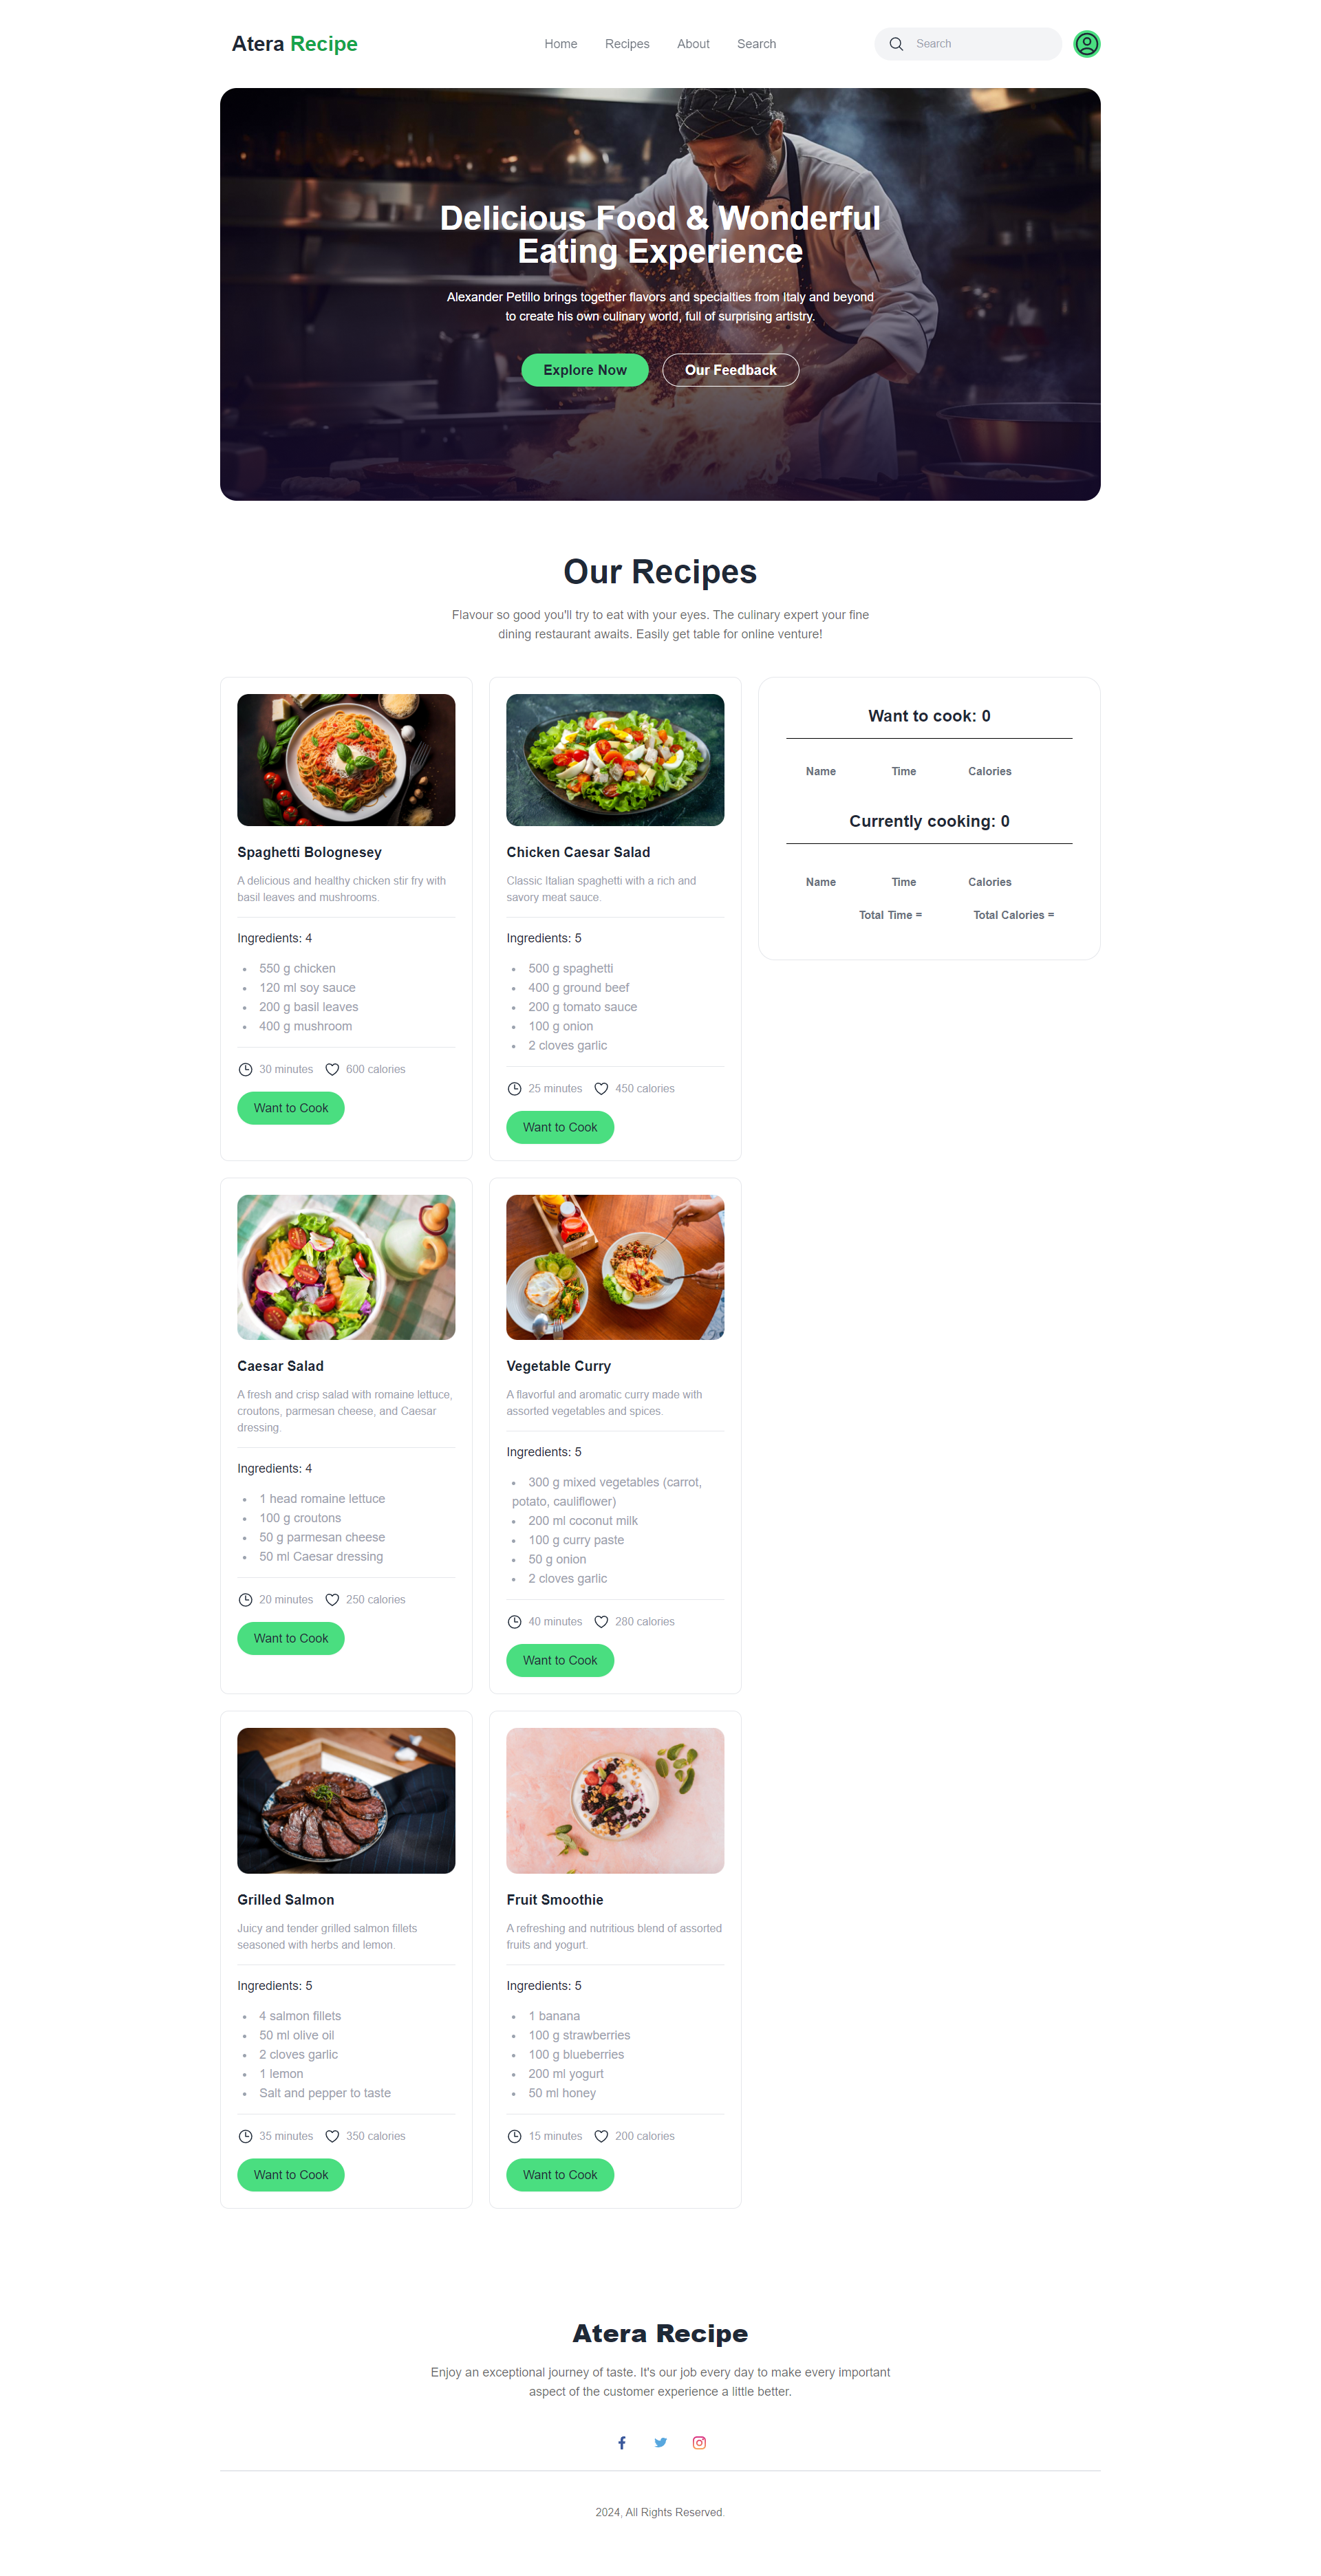 Atera Recipe
Home Recipes About Search
Search
Delicious Food & Wonderful
Eating Experience
Alexander Petillo brings together flavors and specialties from Italy and beyond
to create his own culinary world, full of surprising artistry.
Explore Now
Our Feedback
Our Recipes
Flavour so good you'll try to eat with your eyes. The culinary expert your fine
dining restaurant awaits. Easily get table for online venture!
Spaghetti Bolognesey
A delicious and healthy chicken stir fry with
basil leaves and mushrooms.
Ingredients: 4
• 550 g chicken
• 120 ml soy sauce
• 200 g basil leaves
• 400 g mushroom
30 minutes 600 calories
Want to Cook
Chicken Caesar Salad
Classic Italian spaghetti with a rich and
savory meat sauce.
Ingredients: 5
• 500 g spaghetti
• 400 g ground beef
• 200 g tomato sauce
• 100 g onion
• 2 cloves garlic
25 minutes 450 calories
Want to Cook
Want to cook: 0
Name Time Calories
Currently cooking: 0
Name Time Calories
Total Time = Total Calories =
Caesar Salad
A fresh and crisp salad with romaine lettuce,
croutons, parmesan cheese, and Caesar
dressing.
Ingredients: 4
• 1 head romaine lettuce
• 100 g croutons
• 50 g parmesan cheese
• 50 ml Caesar dressing
20 minutes 250 calories
Want to Cook
Vegetable Curry
A flavorful and aromatic curry made with
assorted vegetables and spices.
Ingredients: 5
• 300 g mixed vegetables (carrot,
potato, cauliflower)
• 200 ml coconut milk
• 100 g curry paste
• 50 g onion
• 2 cloves garlic
40 minutes 280 calories
Want to Cook
Grilled Salmon
Juicy and tender grilled salmon fillets
seasoned with herbs and lemon.
Ingredients: 5
• 4 salmon fillets
• 50 ml olive oil
• 2 cloves garlic
• 1 lemon
• Salt and pepper to taste
35 minutes 350 calories
Want to Cook
Fruit Smoothie
A refreshing and nutritious blend of assorted
fruits and yogurt.
Ingredients: 5
• 1 banana
• 100 g strawberries
• 100 g blueberries
• 200 ml yogurt
• 50 ml honey
15 minutes 200 calories
Want to Cook
Atera Recipe
Enjoy an exceptional journey of taste. It's our job every day to make every important
aspect of the customer experience a little better.
2024, All Rights Reserved.